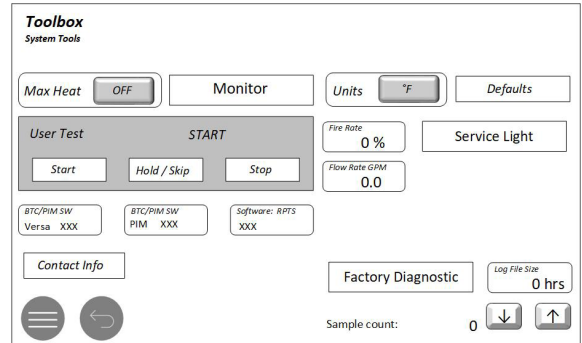 Toolbox
System Tools
Max Heat OFF Monitor Units °F Defaults
User Test START
Start Hold / Skip Stop
Fire Rate
0 %
Service Light
Flow Rate GPM
0.0
BTC/PIM SW
Versa XXX
BTC/PIM SW
PIM XXX
Software: RPTS
XXX
Contact Info
Factory Diagnostic
Log File Size
0 hrs
Sample count: 0